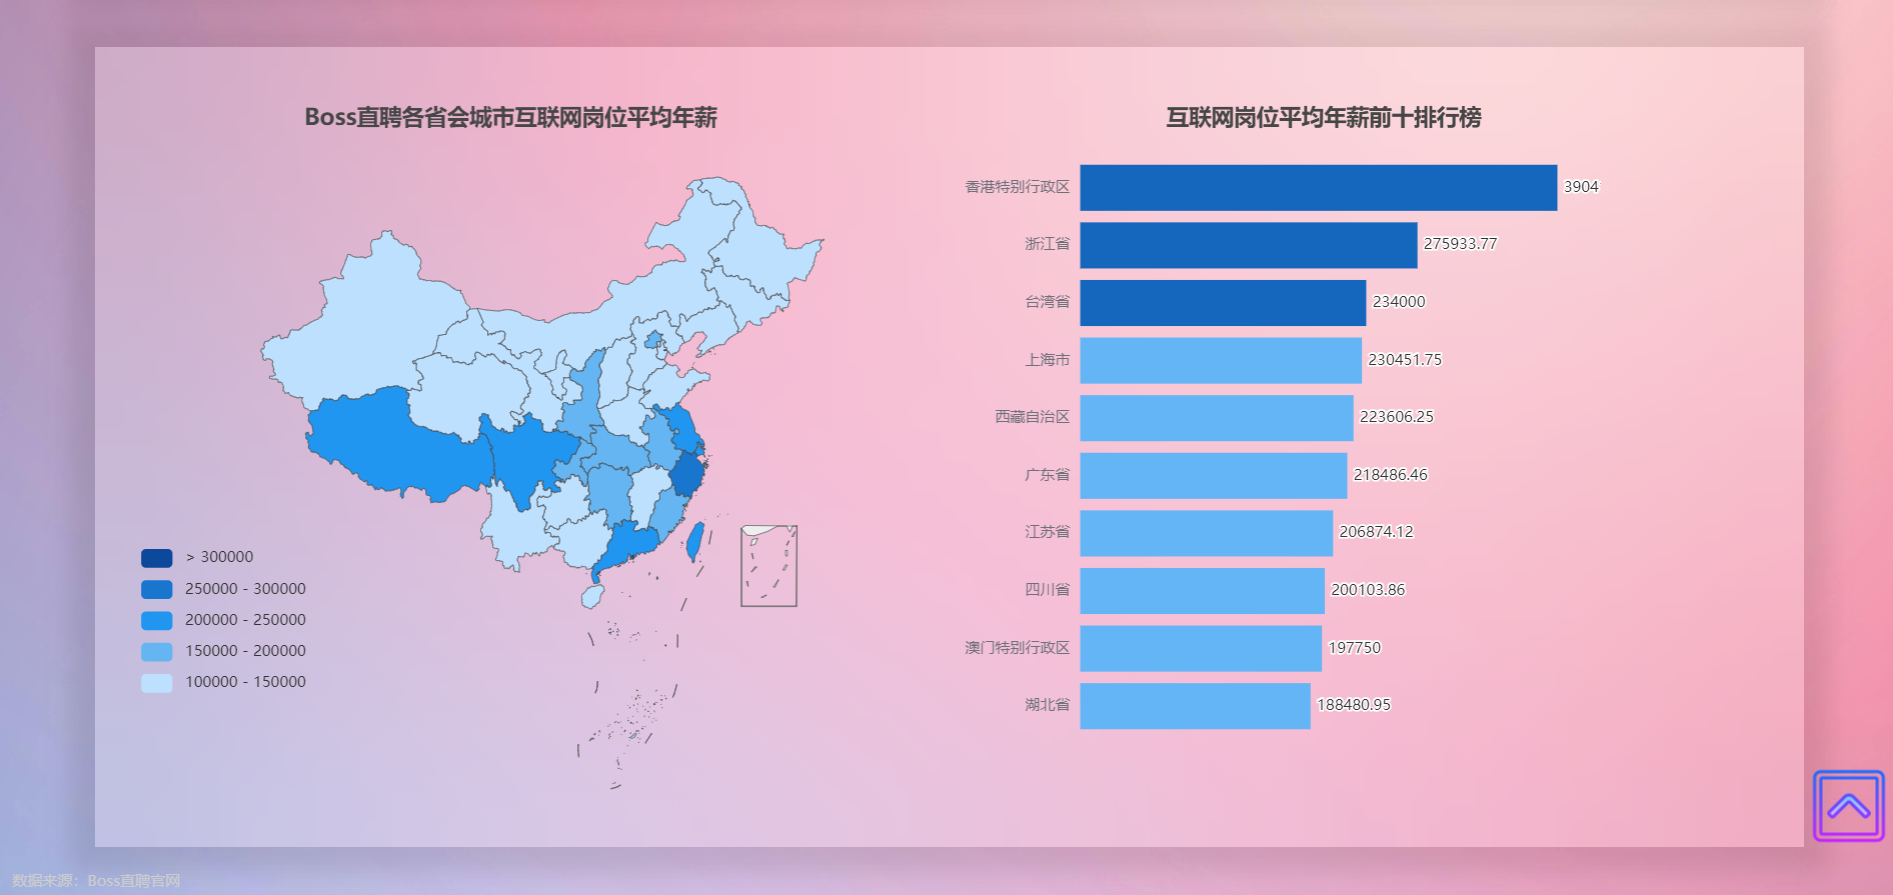 Boss直聘各省会城市互联网岗位平均年薪
> 300000
250000 - 300000
200000 - 250000
150000 - 200000
100000 - 150000
互联网岗位平均年薪前十排行榜
香港特别行政区 3904
浙江省 275933.77
台湾省 234000
上海市 230451.75
西藏自治区 223606.25
广东省 218486.46
江苏省 206874.12
四川省 200103.86
澳门特别行政区 197750
湖北省 188480.95
数据来源：Boss直聘官网